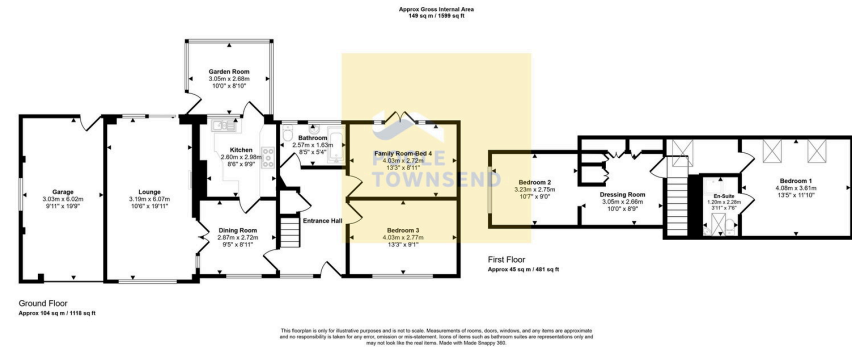 Approx Gross Internal Area
149 sq m / 1599 sq ft
Garden Room
3.05m x 2.68m
10'0" x 8'10"
Garage
3.03m x 6.02m
9'11" x 19'9"
Lounge
3.19m x 6.07m
10'6" x 19'11"
Kitchen
2.60m x 2.98m
8'6" x 9'9"
Bathroom
2.57m x 1.63m
8'5" x 5'4"
Family Room-Bed 4
4.03m x 2.72m
13'3" x 8'11"
TOWNSEND
Dining Room
2.87m x 2.72m
9'5" x 8'11"
Entrance Hall
Bedroom 3
4.03m x 2.77m
13'3" x 9'1"
Bedroom 2
3.23m x 2.75m
10'7" x 9'0"
Dressing Room
3.05m x 2.66m
10'0" x 8'9"
En-Suite
1.20m x 2.28m
3'11" x 7'6"
Bedroom 1
4.08m x 3.61m
13'5" x 11'10"
Ground Floor
Approx 104 sq m / 1118 sq ft
First Floor
Approx 45 sq m / 481 sq ft
This floorplan is only for illustrative purposes and is not to scale. Measurements of rooms, doors, windows, and any items are approximate
and no responsibility is taken for any error, omission or mis-statement. Icons of items such as bathroom suites are representations only and
may not look like the real items. Made with Made Snappy 360.